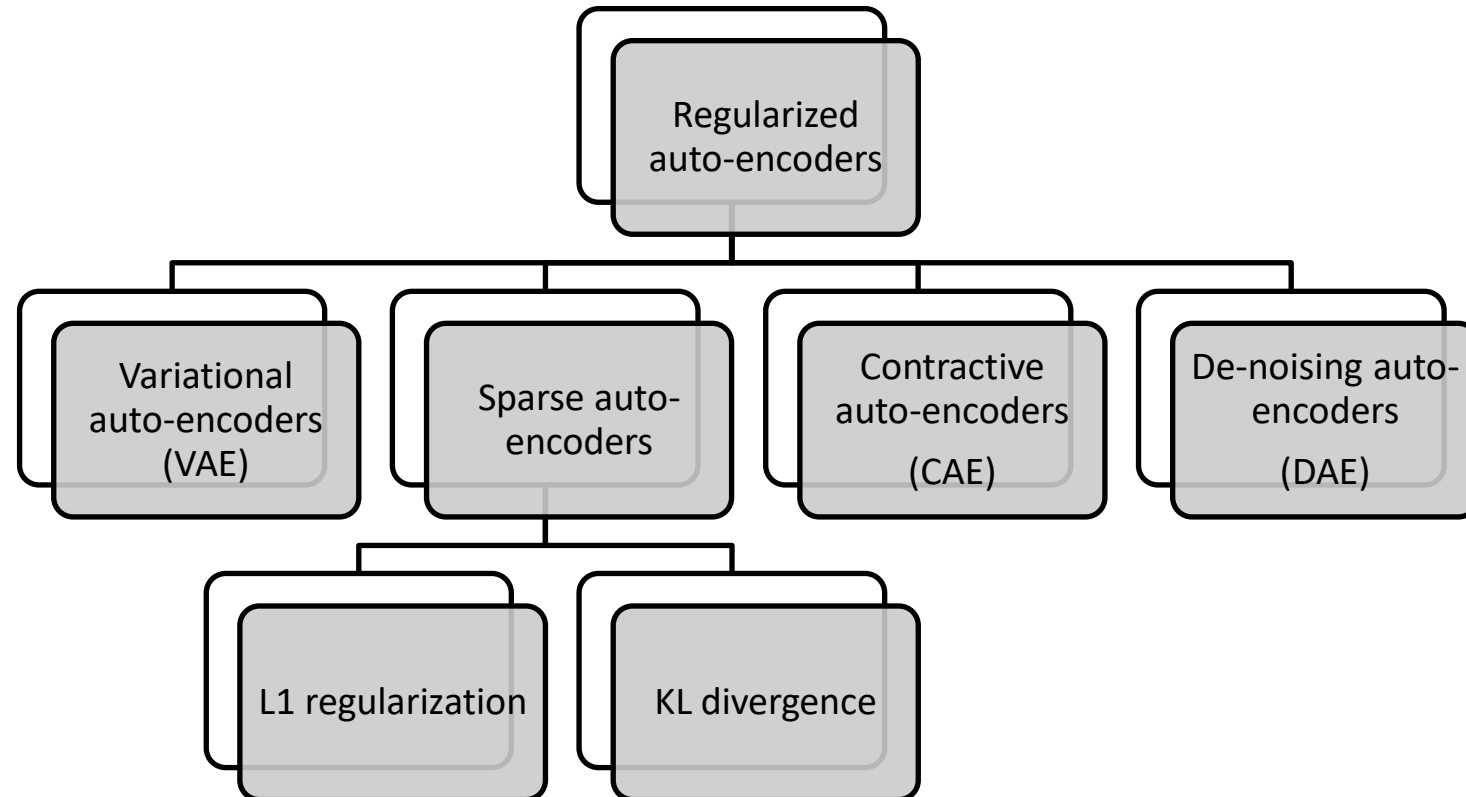 Regularized
auto-encoders
Variational
auto-encoders
(VAE)
Sparse auto-
encoders
Contractive
auto-encoders
(CAE)
De-noising auto-
encoders
(DAE)
L1 regularization
KL divergence